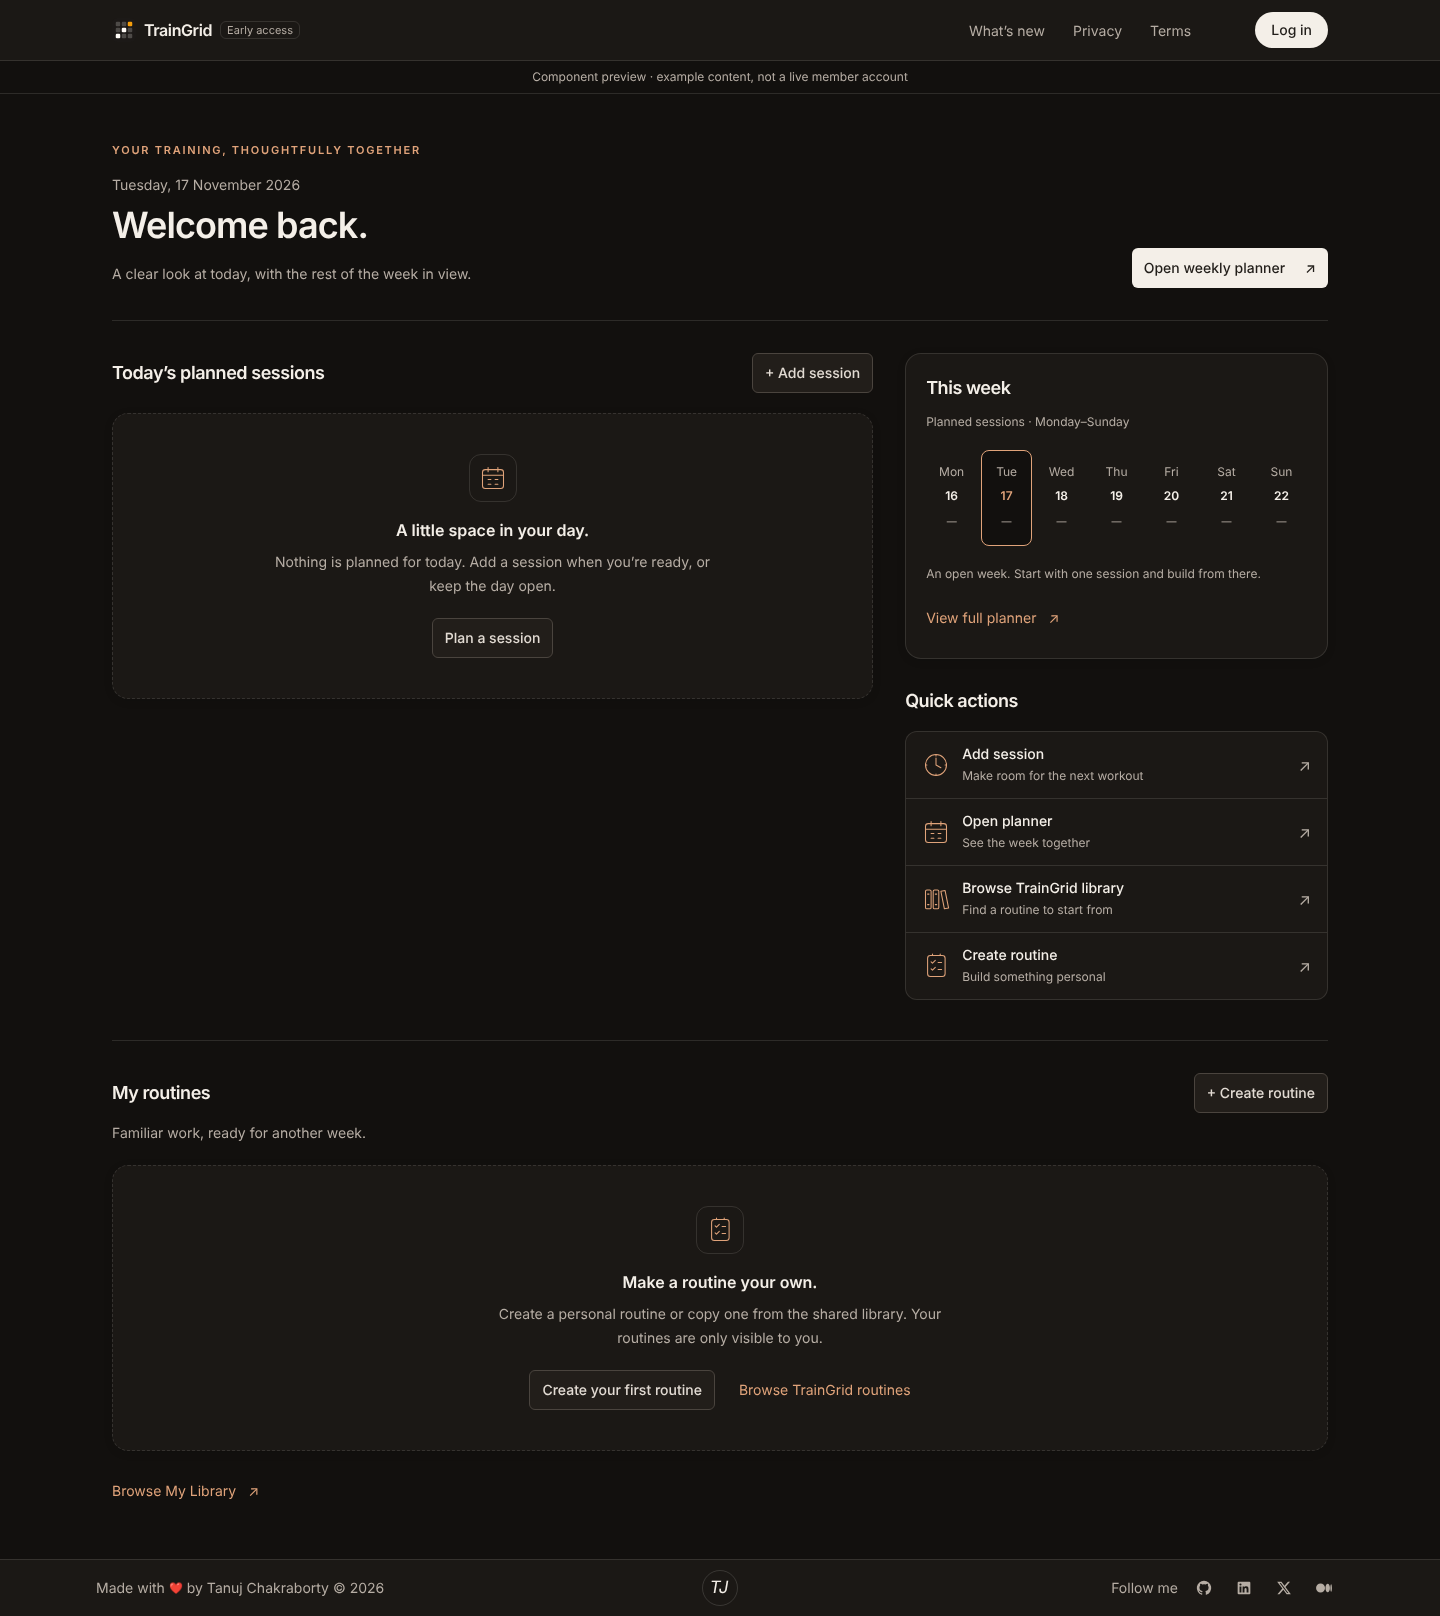 TrainGrid
Early access
What’s new
Privacy
Terms
Log in
Component preview · example content, not a live member account
YOUR TRAINING, THOUGHTFULLY TOGETHER
Tuesday, 17 November 2026
Welcome back.
A clear look at today, with the rest of the week in view.
Open weekly planner
Today’s planned sessions
+ Add session
A little space in your day.
Nothing is planned for today. Add a session when you’re ready, or
keep the day open.
Plan a session
This week
Planned sessions · Monday–Sunday
Mon Tue Wed Thu Fri Sat Sun
16 17 18 19 20 21 22
— — — — — — —
An open week. Start with one session and build from there.
View full planner
Quick actions
Add session
Make room for the next workout
Open planner
See the week together
Browse TrainGrid library
Find a routine to start from
Create routine
Build something personal
My routines
+ Create routine
Familiar work, ready for another week.
Make a routine your own.
Create a personal routine or copy one from the shared library. Your
routines are only visible to you.
Create your first routine
Browse TrainGrid routines
Browse My Library
Made with ❤️ by Tanuj Chakraborty © 2026
TJ
Follow me